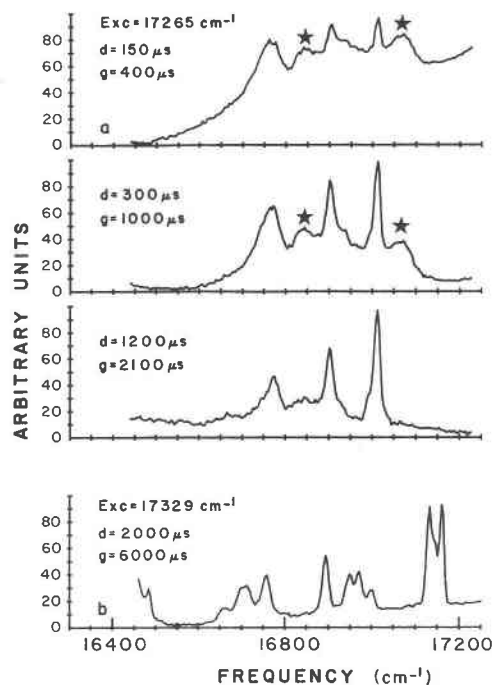 Exc=17265 cm⁻¹
d=150 μs
g=400 μs
a
80
60
40
20
0
★
★
d=300 μs
g=1000 μs
80
60
40
20
0
★
★
d=1200 μs
g=2100 μs
80
60
40
20
0
ARBITRARY UNITS
Exc=17329 cm⁻¹
d=2000 μs
g=6000 μs
b
80
60
40
20
0
16400
16800
17200
FREQUENCY (cm⁻¹)